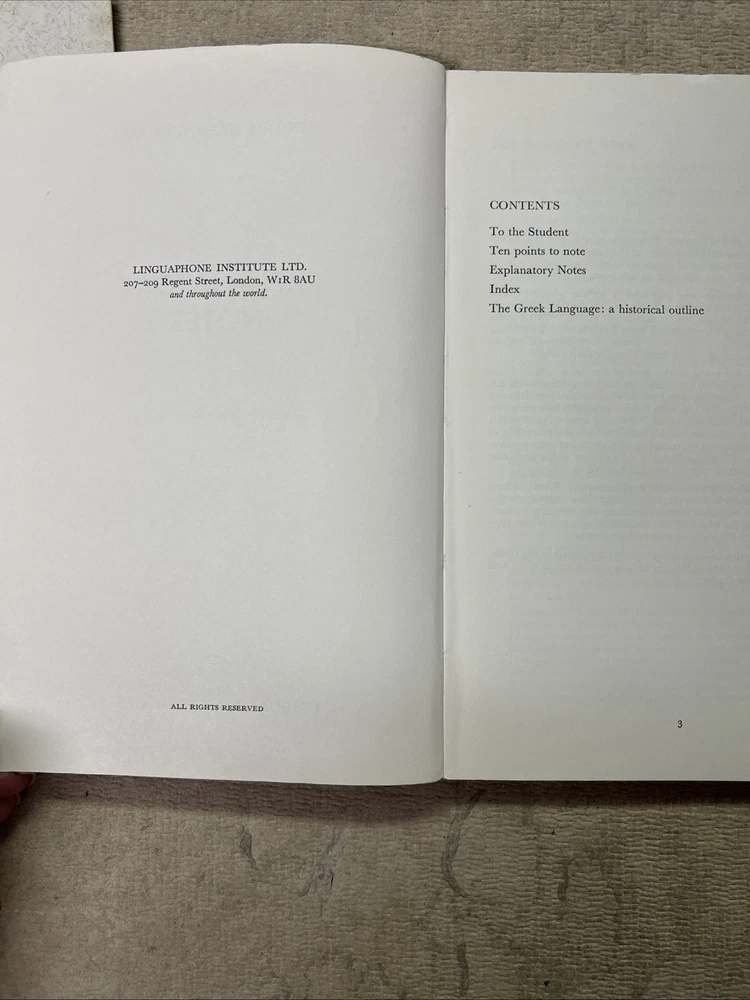 LINGUAPHONE INSTITUTE LTD.
207–209 Regent Street, London, W1R 8AU
and throughout the world.
ALL RIGHTS RESERVED
CONTENTS
To the Student
Ten points to note
Explanatory Notes
Index
The Greek Language: a historical outline
3